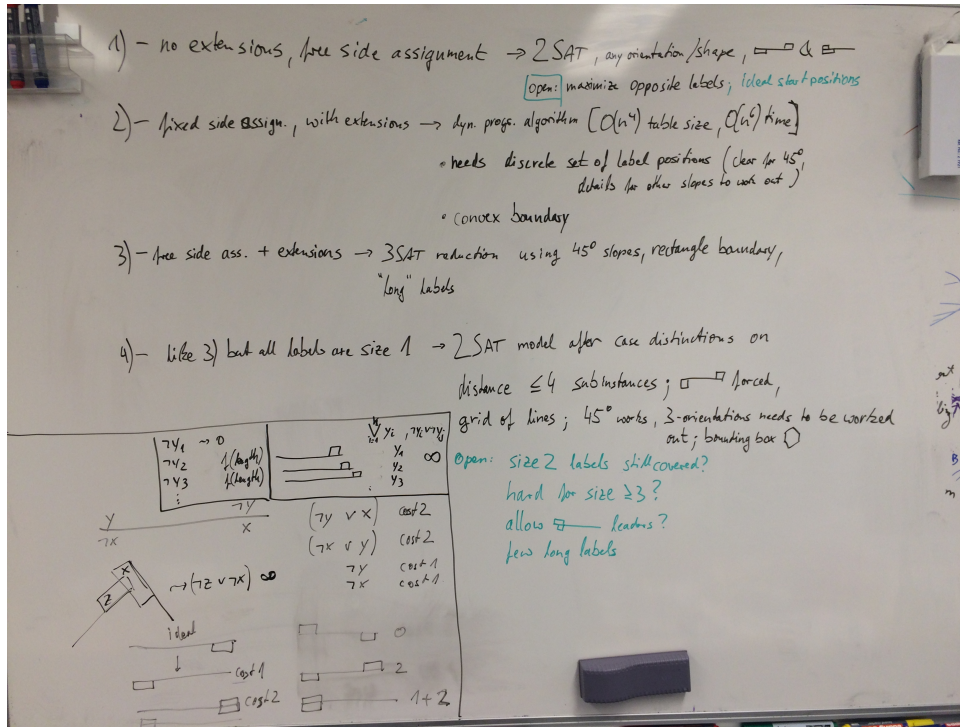 1) - no extensions, free side assignment → 2SAT, any orientation/shape, &
open: maximize opposite labels; ideal start positions
2) - fixed side assign., with extensions → dyn. progr. algorithm [O(n⁴) table size, O(n⁶) time]
• needs discrete set of label positions (clear for 45°,
details for other slopes to work out)
• convex boundary
3) - free side ass. + extensions → 3SAT reduction using 45° slopes, rectangle boundary,
"long" labels
4) - like 3) but all labels are size 1 → 2SAT model after case distinctions on
distance ≤4 subinstances; forced,
grid of lines; 45° works, 3-orientations needs to be worked
out; bounding box
Open: size 2 labels still covered?
hard for size ≥3?
allow leaders?
few long labels
¬y₁ → 0
¬y₂ f(length)
¬y₃ f(length)
⋮
yᵢ, ¬yᵢ ∨ ¬yⱼ
y₁
y₂ ∞
y₃
⋮
y ¬y
¬x x
(¬y ∨ x) cost 2
(¬x ∨ y) cost 2
¬y cost 1
¬x cost 1
x
z → (¬z ∨ ¬x) ∞
ideal
cost 1
cost 2
0
2
1+2